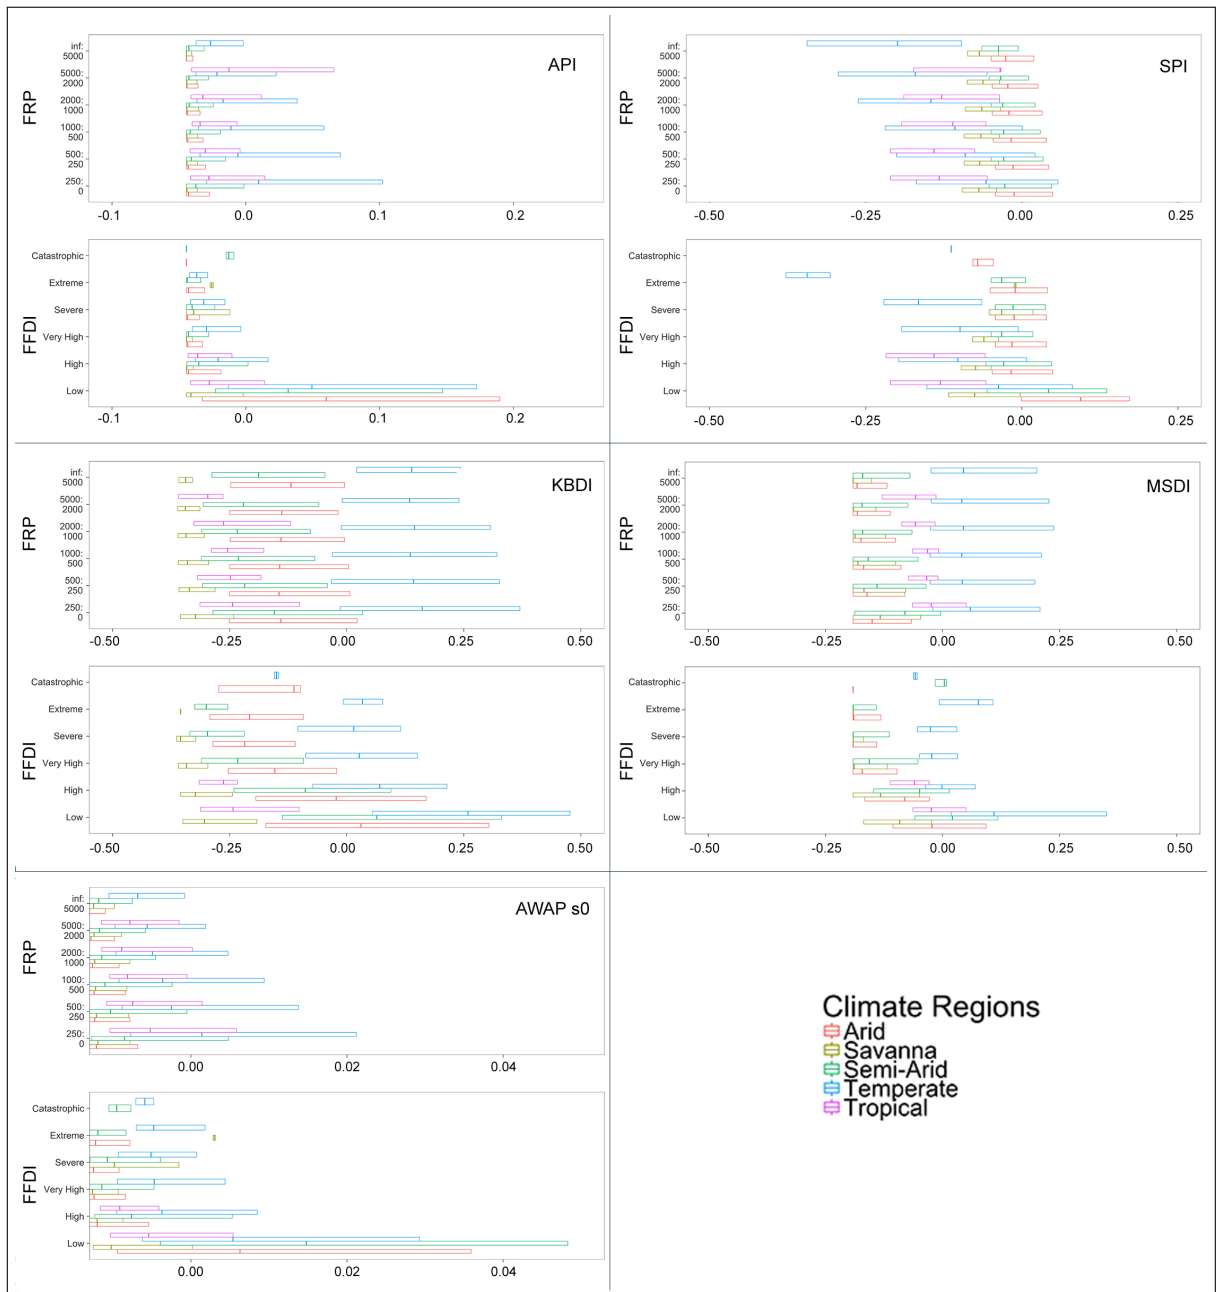 API
FRP
inf:
5000
5000:
2000
2000:
1000
1000:
500
500:
250
250:
0
-0.1 0.0 0.1 0.2
FFDI
Catastrophic
Extreme
Severe
Very High
High
Low
-0.1 0.0 0.1 0.2
SPI
FRP
inf:
5000
5000:
2000
2000:
1000
1000:
500
500:
250
250:
0
-0.50 -0.25 0.00 0.25
FFDI
Catastrophic
Extreme
Severe
Very High
High
Low
-0.50 -0.25 0.00 0.25
KBDI
FRP
inf:
5000
5000:
2000
2000:
1000
1000:
500
500:
250
250:
0
-0.50 -0.25 0.00 0.25 0.50
FFDI
Catastrophic
Extreme
Severe
Very High
High
Low
-0.50 -0.25 0.00 0.25 0.50
MSDI
FRP
inf:
5000
5000:
2000
2000:
1000
1000:
500
500:
250
250:
0
-0.50 -0.25 0.00 0.25 0.50
FFDI
Catastrophic
Extreme
Severe
Very High
High
Low
-0.50 -0.25 0.00 0.25 0.50
AWAP s0
FRP
inf:
5000
5000:
2000
2000:
1000
1000:
500
500:
250
250:
0
0.00 0.02 0.04
FFDI
Catastrophic
Extreme
Severe
Very High
High
Low
0.00 0.02 0.04
Climate Regions
Arid
Savanna
Semi-Arid
Temperate
Tropical